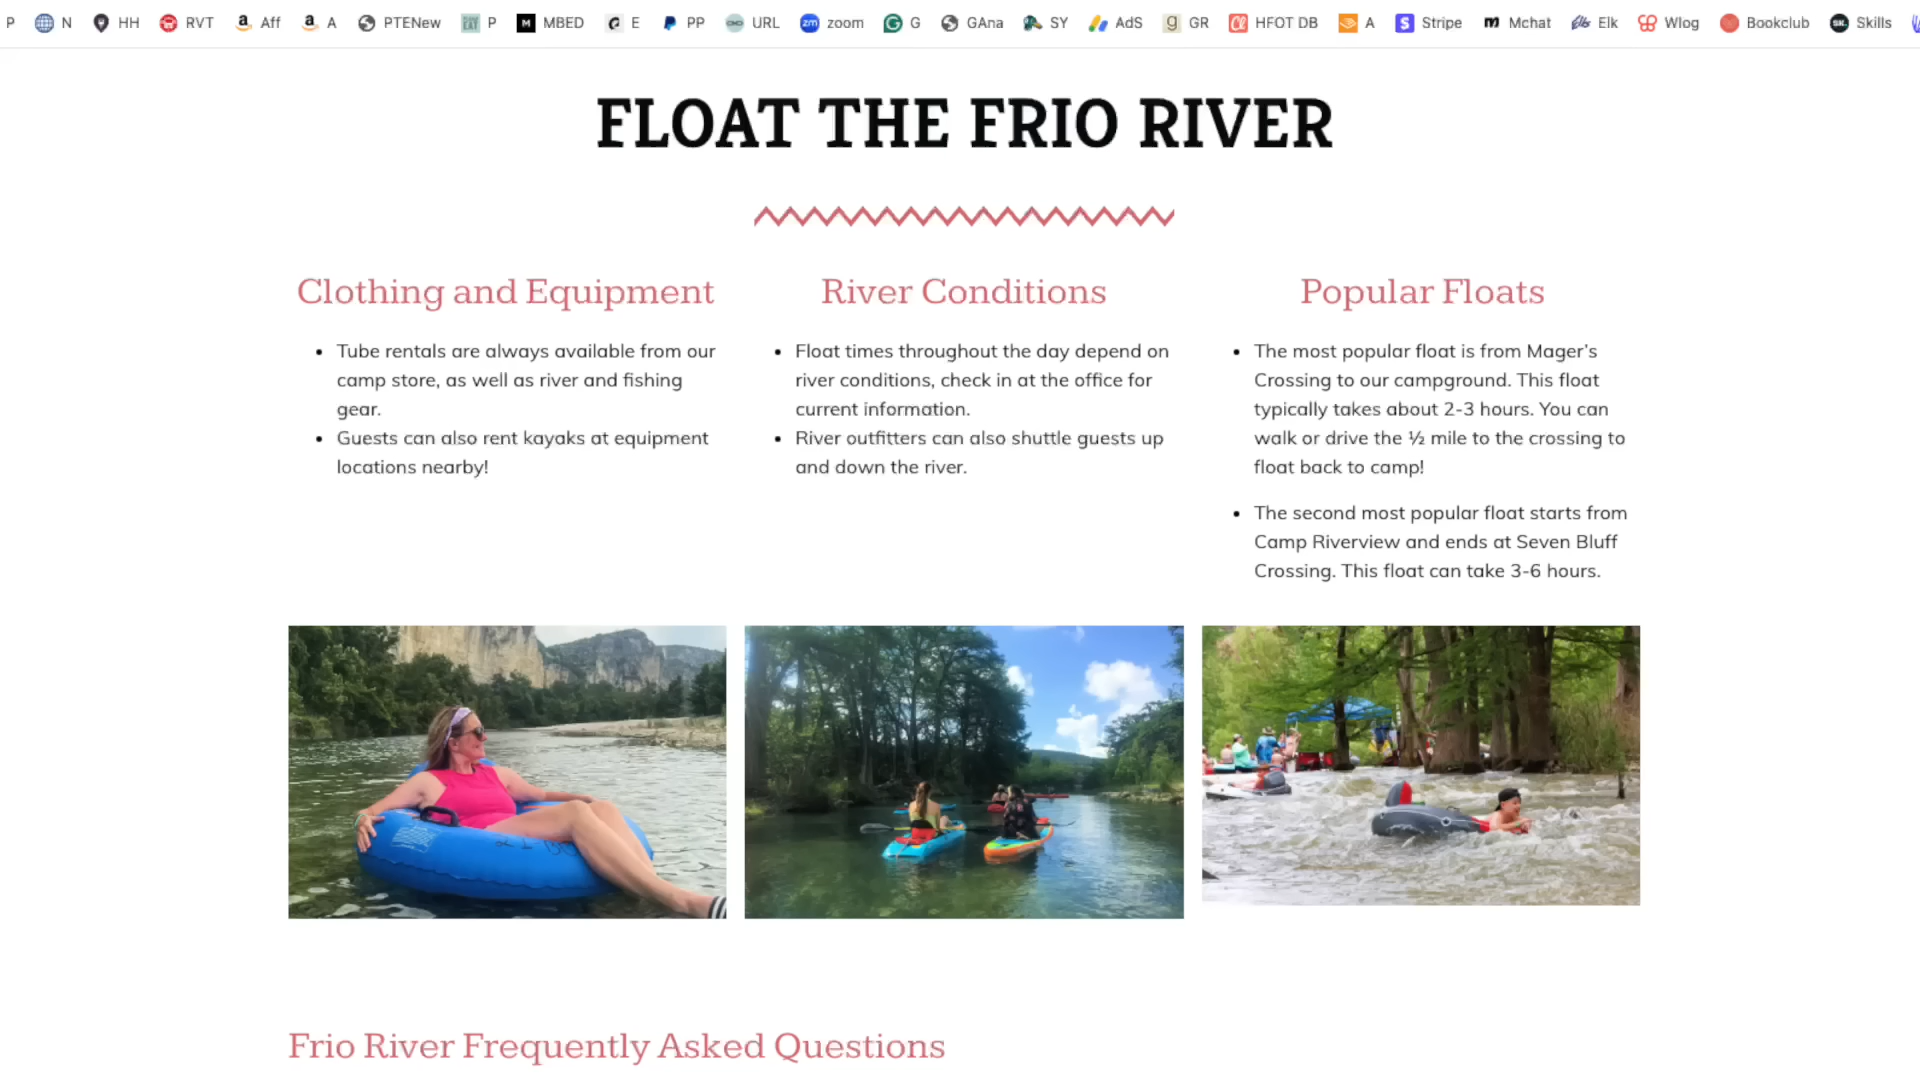 P N HH RVT Aff A PTENew P MBED E PP URL zoom G GAna SY AdS GR HFOT DB A Stripe Mchat Elk Wlog Bookclub Skills
FLOAT THE FRIO RIVER
Clothing and Equipment
• Tube rentals are always available from our
camp store, as well as river and fishing
gear.
• Guests can also rent kayaks at equipment
locations nearby!
River Conditions
• Float times throughout the day depend on
river conditions, check in at the office for
current information.
• River outfitters can also shuttle guests up
and down the river.
Popular Floats
• The most popular float is from Mager’s
Crossing to our campground. This float
typically takes about 2-3 hours. You can
walk or drive the ½ mile to the crossing to
float back to camp!
• The second most popular float starts from
Camp Riverview and ends at Seven Bluff
Crossing. This float can take 3-6 hours.
Frio River Frequently Asked Questions